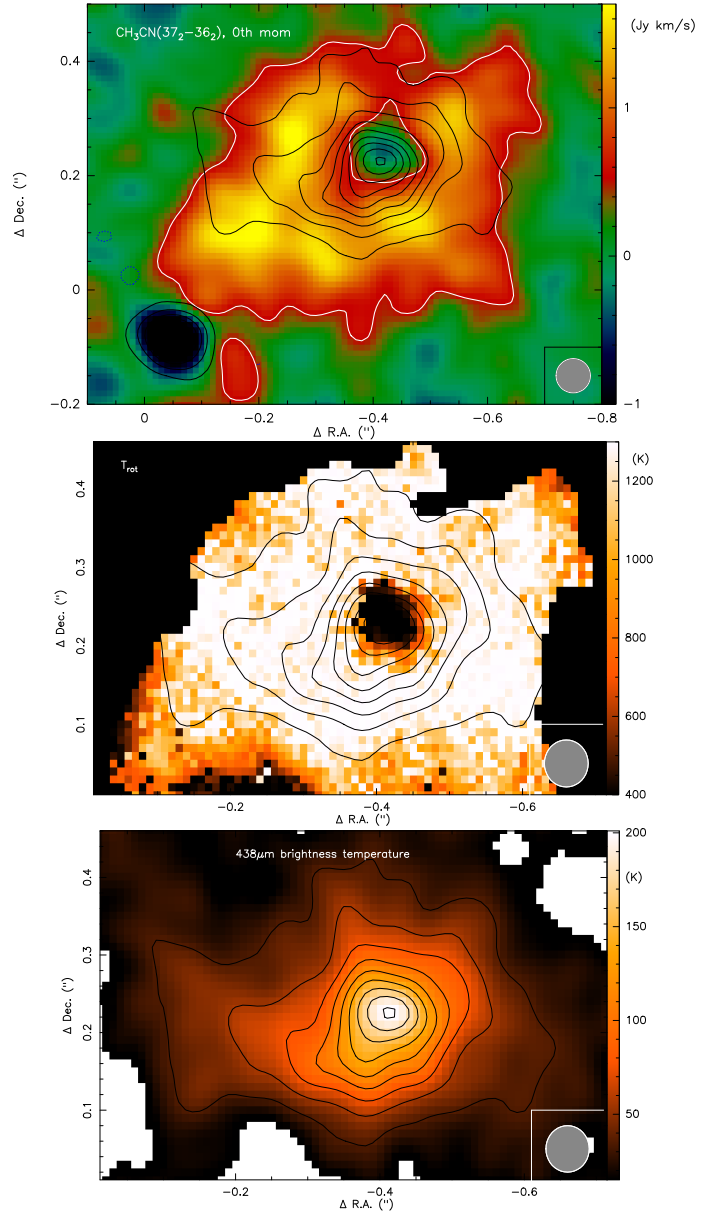 CH₃CN(37₂−36₂), 0th mom
(Jy km/s)
0.4
0.2
0
−0.2
Δ Dec. (")
1
0
−1
0
−0.2
−0.4
−0.6
−0.8
Δ R.A. (")
T_rot
(K)
0.4
0.3
0.2
0.1
Δ Dec. (")
1200
1000
800
600
400
−0.2
−0.4
−0.6
Δ R.A. (")
438μm brightness temperature
(K)
0.4
0.3
0.2
0.1
Δ Dec. (")
200
150
100
50
−0.2
−0.4
−0.6
Δ R.A. (")